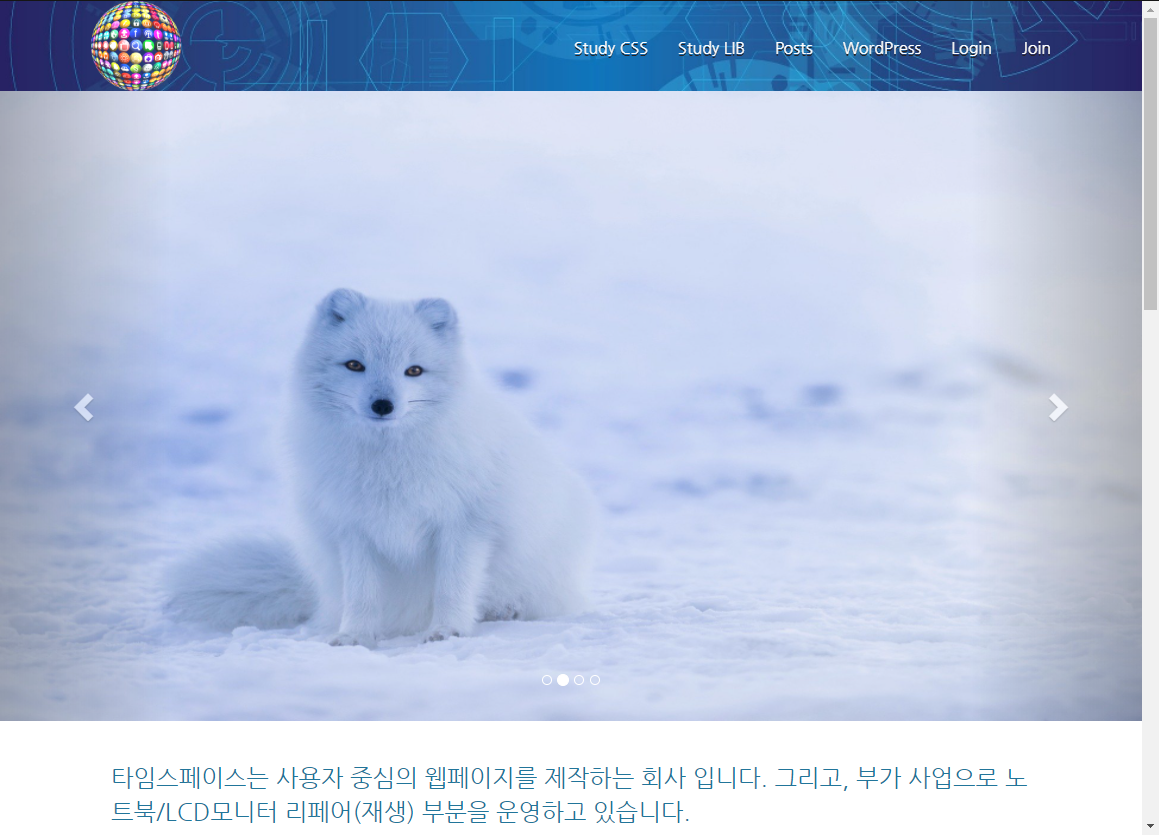 Study CSS Study LIB Posts WordPress Login Join
타임스페이스는 사용자 중심의 웹페이지를 제작하는 회사 입니다. 그리고, 부가 사업으로 노
트북/LCD모니터 리페어(재생) 부분을 운영하고 있습니다.